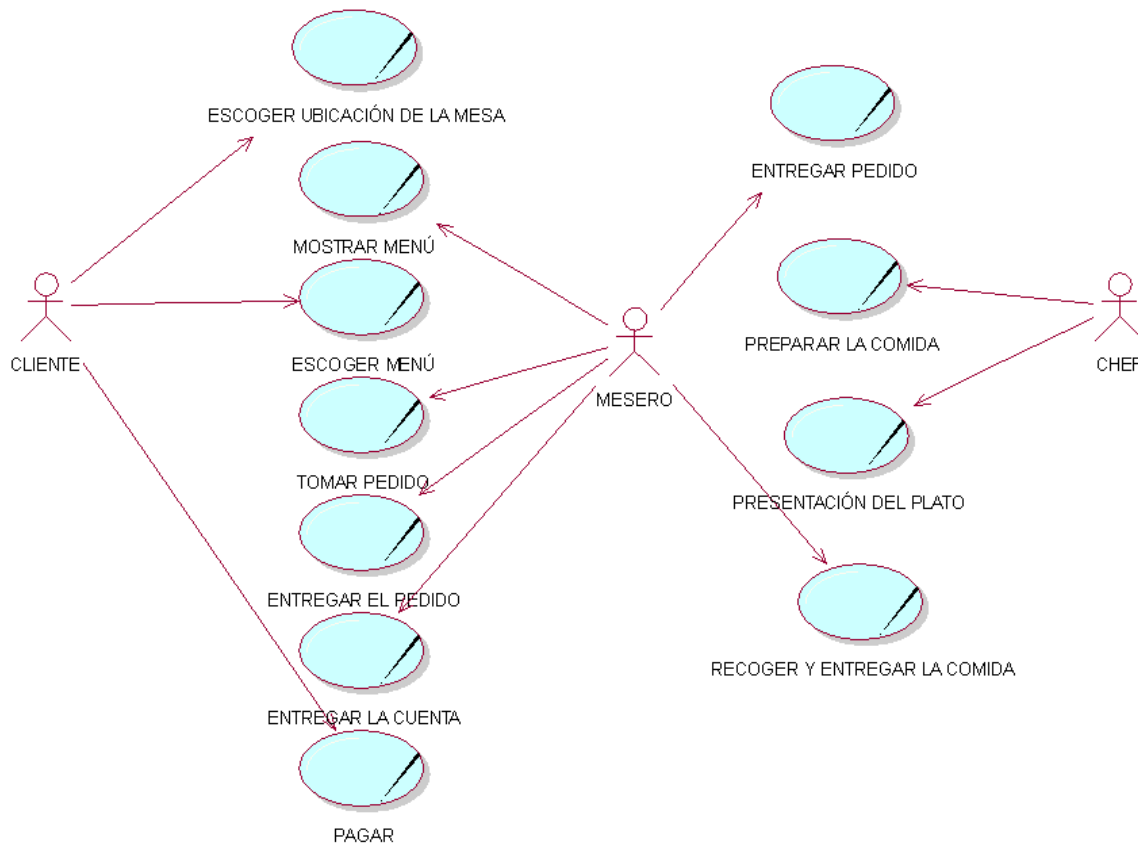 ESCOGER UBICACIÓN DE LA MESA
MOSTRAR MENÚ
CLIENTE
ESCOGER MENÚ
TOMAR PEDIDO
ENTREGAR EL PEDIDO
ENTREGAR LA CUENTA
PAGAR
MESERO
ENTREGAR PEDIDO
PREPARAR LA COMIDA
CHEF
PRESENTACIÓN DEL PLATO
RECOGER Y ENTREGAR LA COMIDA